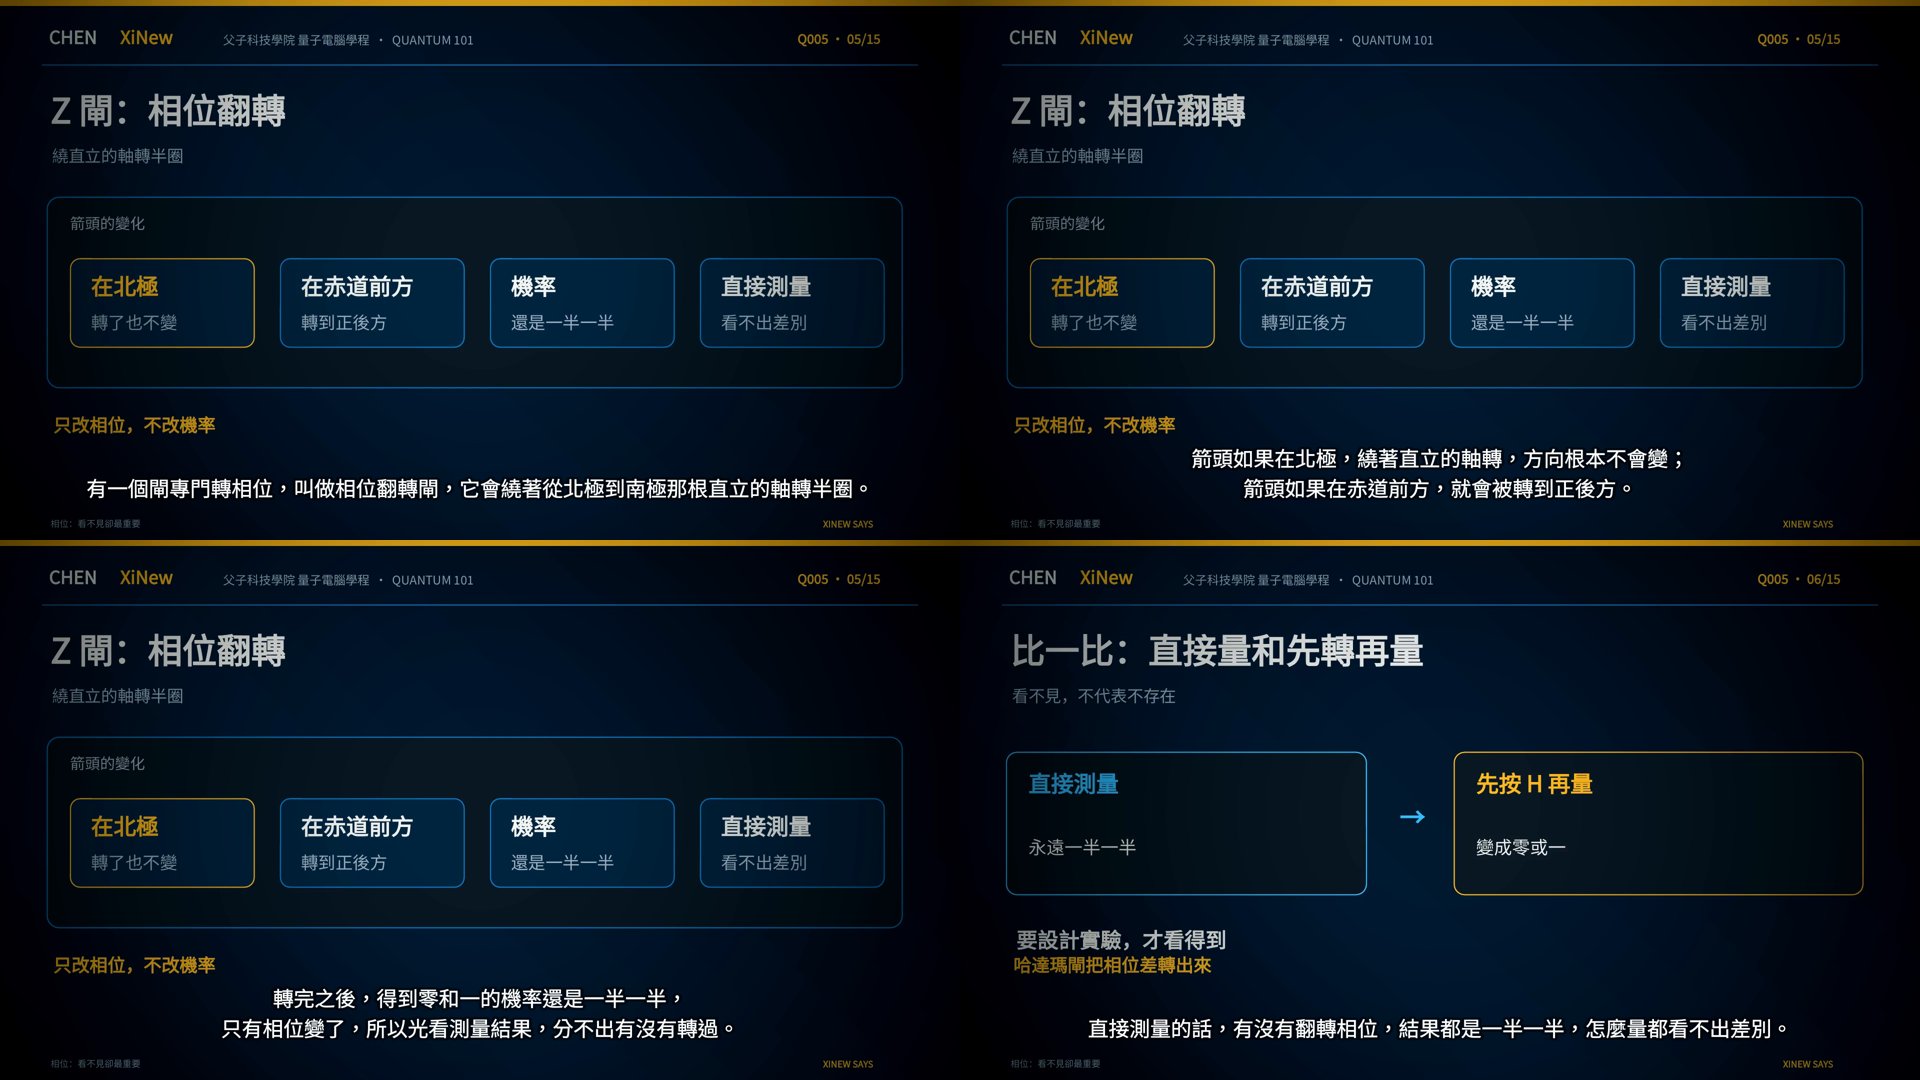 CHEN XiNew 父子科技學院 量子電腦學程 · QUANTUM 101 Q005 · 05/15
Z 閘：相位翻轉
繞直立的軸轉半圈
箭頭的變化
在北極
轉了也不變
在赤道前方
轉到正後方
機率
還是一半一半
直接測量
看不出差別
只改相位，不改機率
有一個閘專門轉相位，叫做相位翻轉閘，它會繞著從北極到南極那根直立的軸轉半圈。
相位：看不見卻最重要 XINEW SAYS
CHEN XiNew 父子科技學院 量子電腦學程 · QUANTUM 101 Q005 · 05/15
Z 閘：相位翻轉
繞直立的軸轉半圈
箭頭的變化
在北極
轉了也不變
在赤道前方
轉到正後方
機率
還是一半一半
直接測量
看不出差別
只改相位，不改機率
箭頭如果在北極，繞著直立的軸轉，方向根本不會變；
箭頭如果在赤道前方，就會被轉到正後方。
相位：看不見卻最重要 XINEW SAYS
CHEN XiNew 父子科技學院 量子電腦學程 · QUANTUM 101 Q005 · 05/15
Z 閘：相位翻轉
繞直立的軸轉半圈
箭頭的變化
在北極
轉了也不變
在赤道前方
轉到正後方
機率
還是一半一半
直接測量
看不出差別
只改相位，不改機率
轉完之後，得到零和一的機率還是一半一半，
只有相位變了，所以光看測量結果，分不出有沒有轉過。
相位：看不見卻最重要 XINEW SAYS
CHEN XiNew 父子科技學院 量子電腦學程 · QUANTUM 101 Q005 · 06/15
比一比：直接量和先轉再量
看不見，不代表不存在
直接測量
永遠一半一半
→
先按 H 再量
變成零或一
要設計實驗，才看得到
哈達瑪閘把相位差轉出來
直接測量的話，有沒有翻轉相位，結果都是一半一半，怎麼量都看不出差別。
相位：看不見卻最重要 XINEW SAYS